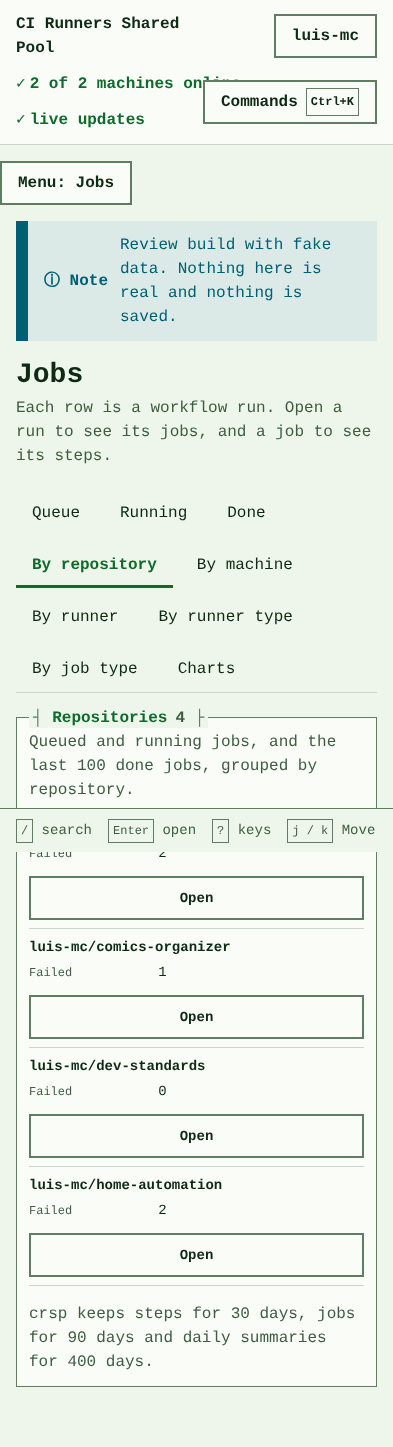 CI Runners Shared
Pool
luis-mc
✓ 2 of 2 machines online
Commands Ctrl+K
✓ live updates
Menu: Jobs
ⓘ Note
Review build with fake
data. Nothing here is
real and nothing is
saved.
Jobs
Each row is a workflow run. Open a
run to see its jobs, and a job to see
its steps.
Queue Running Done
By repository By machine
By runner By runner type
By job type Charts
Repositories 4
Queued and running jobs, and the
last 100 done jobs, grouped by
repository.
/ search Enter open ? keys j / k Move
Failed 2
Open
luis-mc/comics-organizer
Failed 1
Open
luis-mc/dev-standards
Failed 0
Open
luis-mc/home-automation
Failed 2
Open
crsp keeps steps for 30 days, jobs
for 90 days and daily summaries
for 400 days.